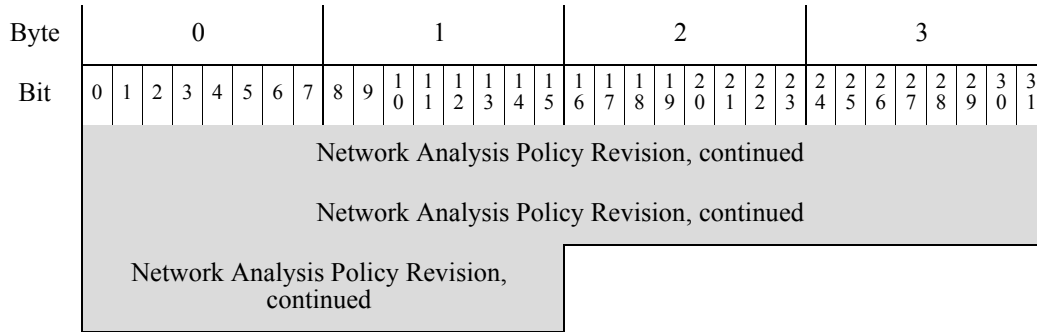 Byte 0 1 2 3
Bit 0 1 2 3 4 5 6 7 8 9 10 11 12 13 14 15 16 17 18 19 20 21 22 23 24 25 26 27 28 29 30 31
Network Analysis Policy Revision, continued
Network Analysis Policy Revision, continued
Network Analysis Policy Revision,
continued